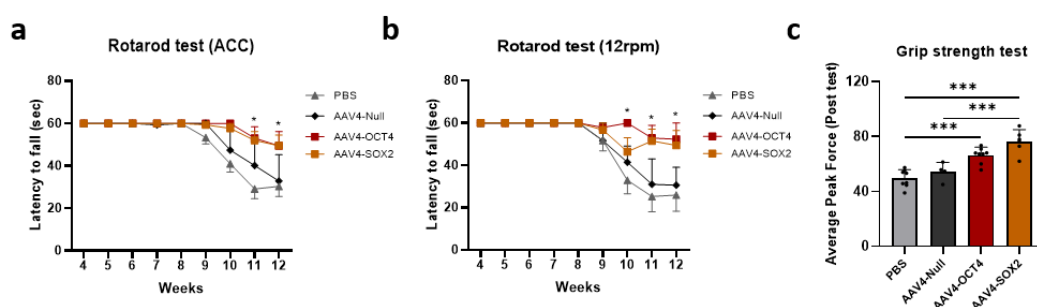 a
Rotarod test (ACC)
Latency to fall (sec)
80
60
40
20
0
4 5 6 7 8 9 10 11 12
Weeks
* *
PBS
AAV4-Null
AAV4-OCT4
AAV4-SOX2
b
Rotarod test (12rpm)
Latency to fall (sec)
80
60
40
20
0
4 5 6 7 8 9 10 11 12
Weeks
* * *
PBS
AAV4-Null
AAV4-OCT4
AAV4-SOX2
c
Grip strength test
Average Peak Force (Post test)
120
80
40
0
***
***
***
PBS
AAV4-Null
AAV4-OCT4
AAV4-SOX2